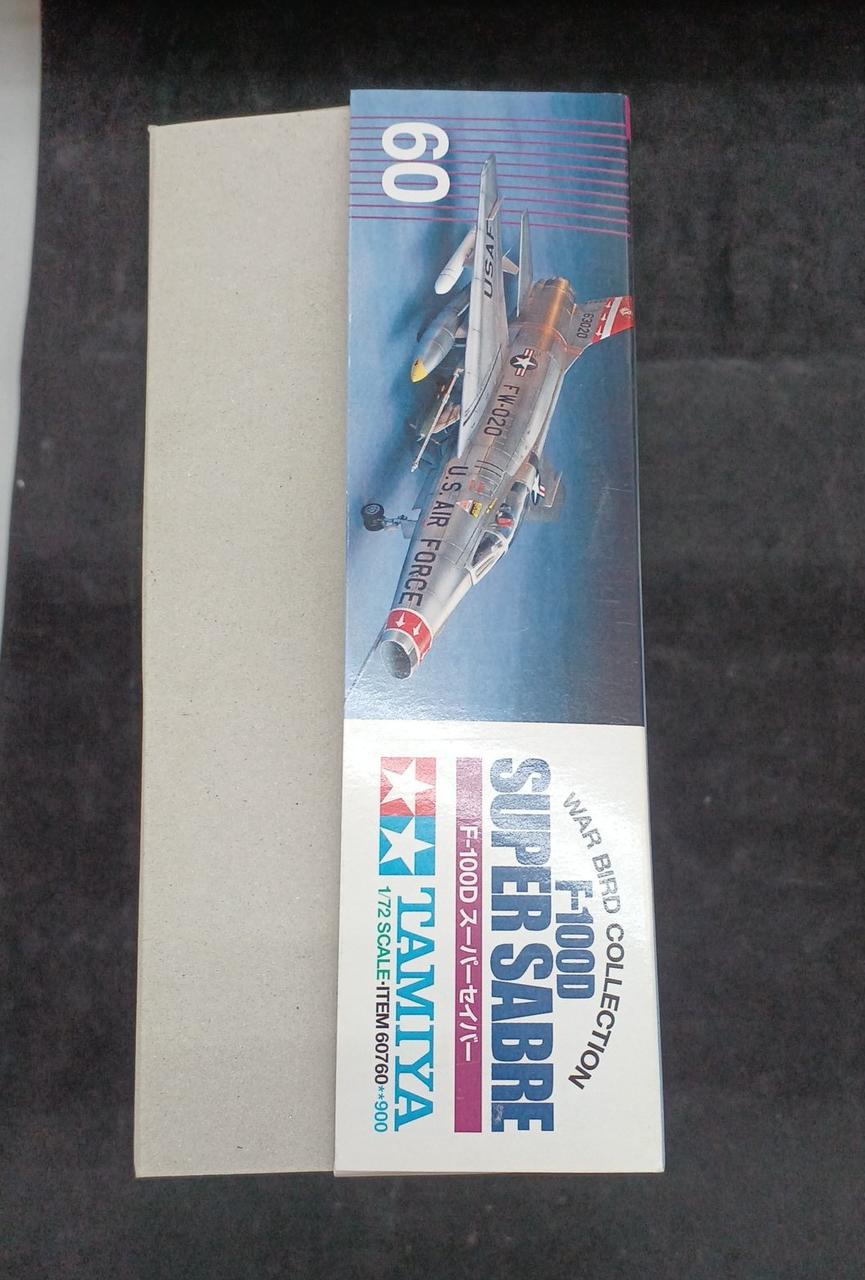 60
USAF
63020
FW-020
U.S. AIR FORCE
WAR BIRD COLLECTION
F-100D
SUPER SABRE
F-100D スーパーセイバー
TAMIYA
1/72 SCALE·ITEM 60760**900